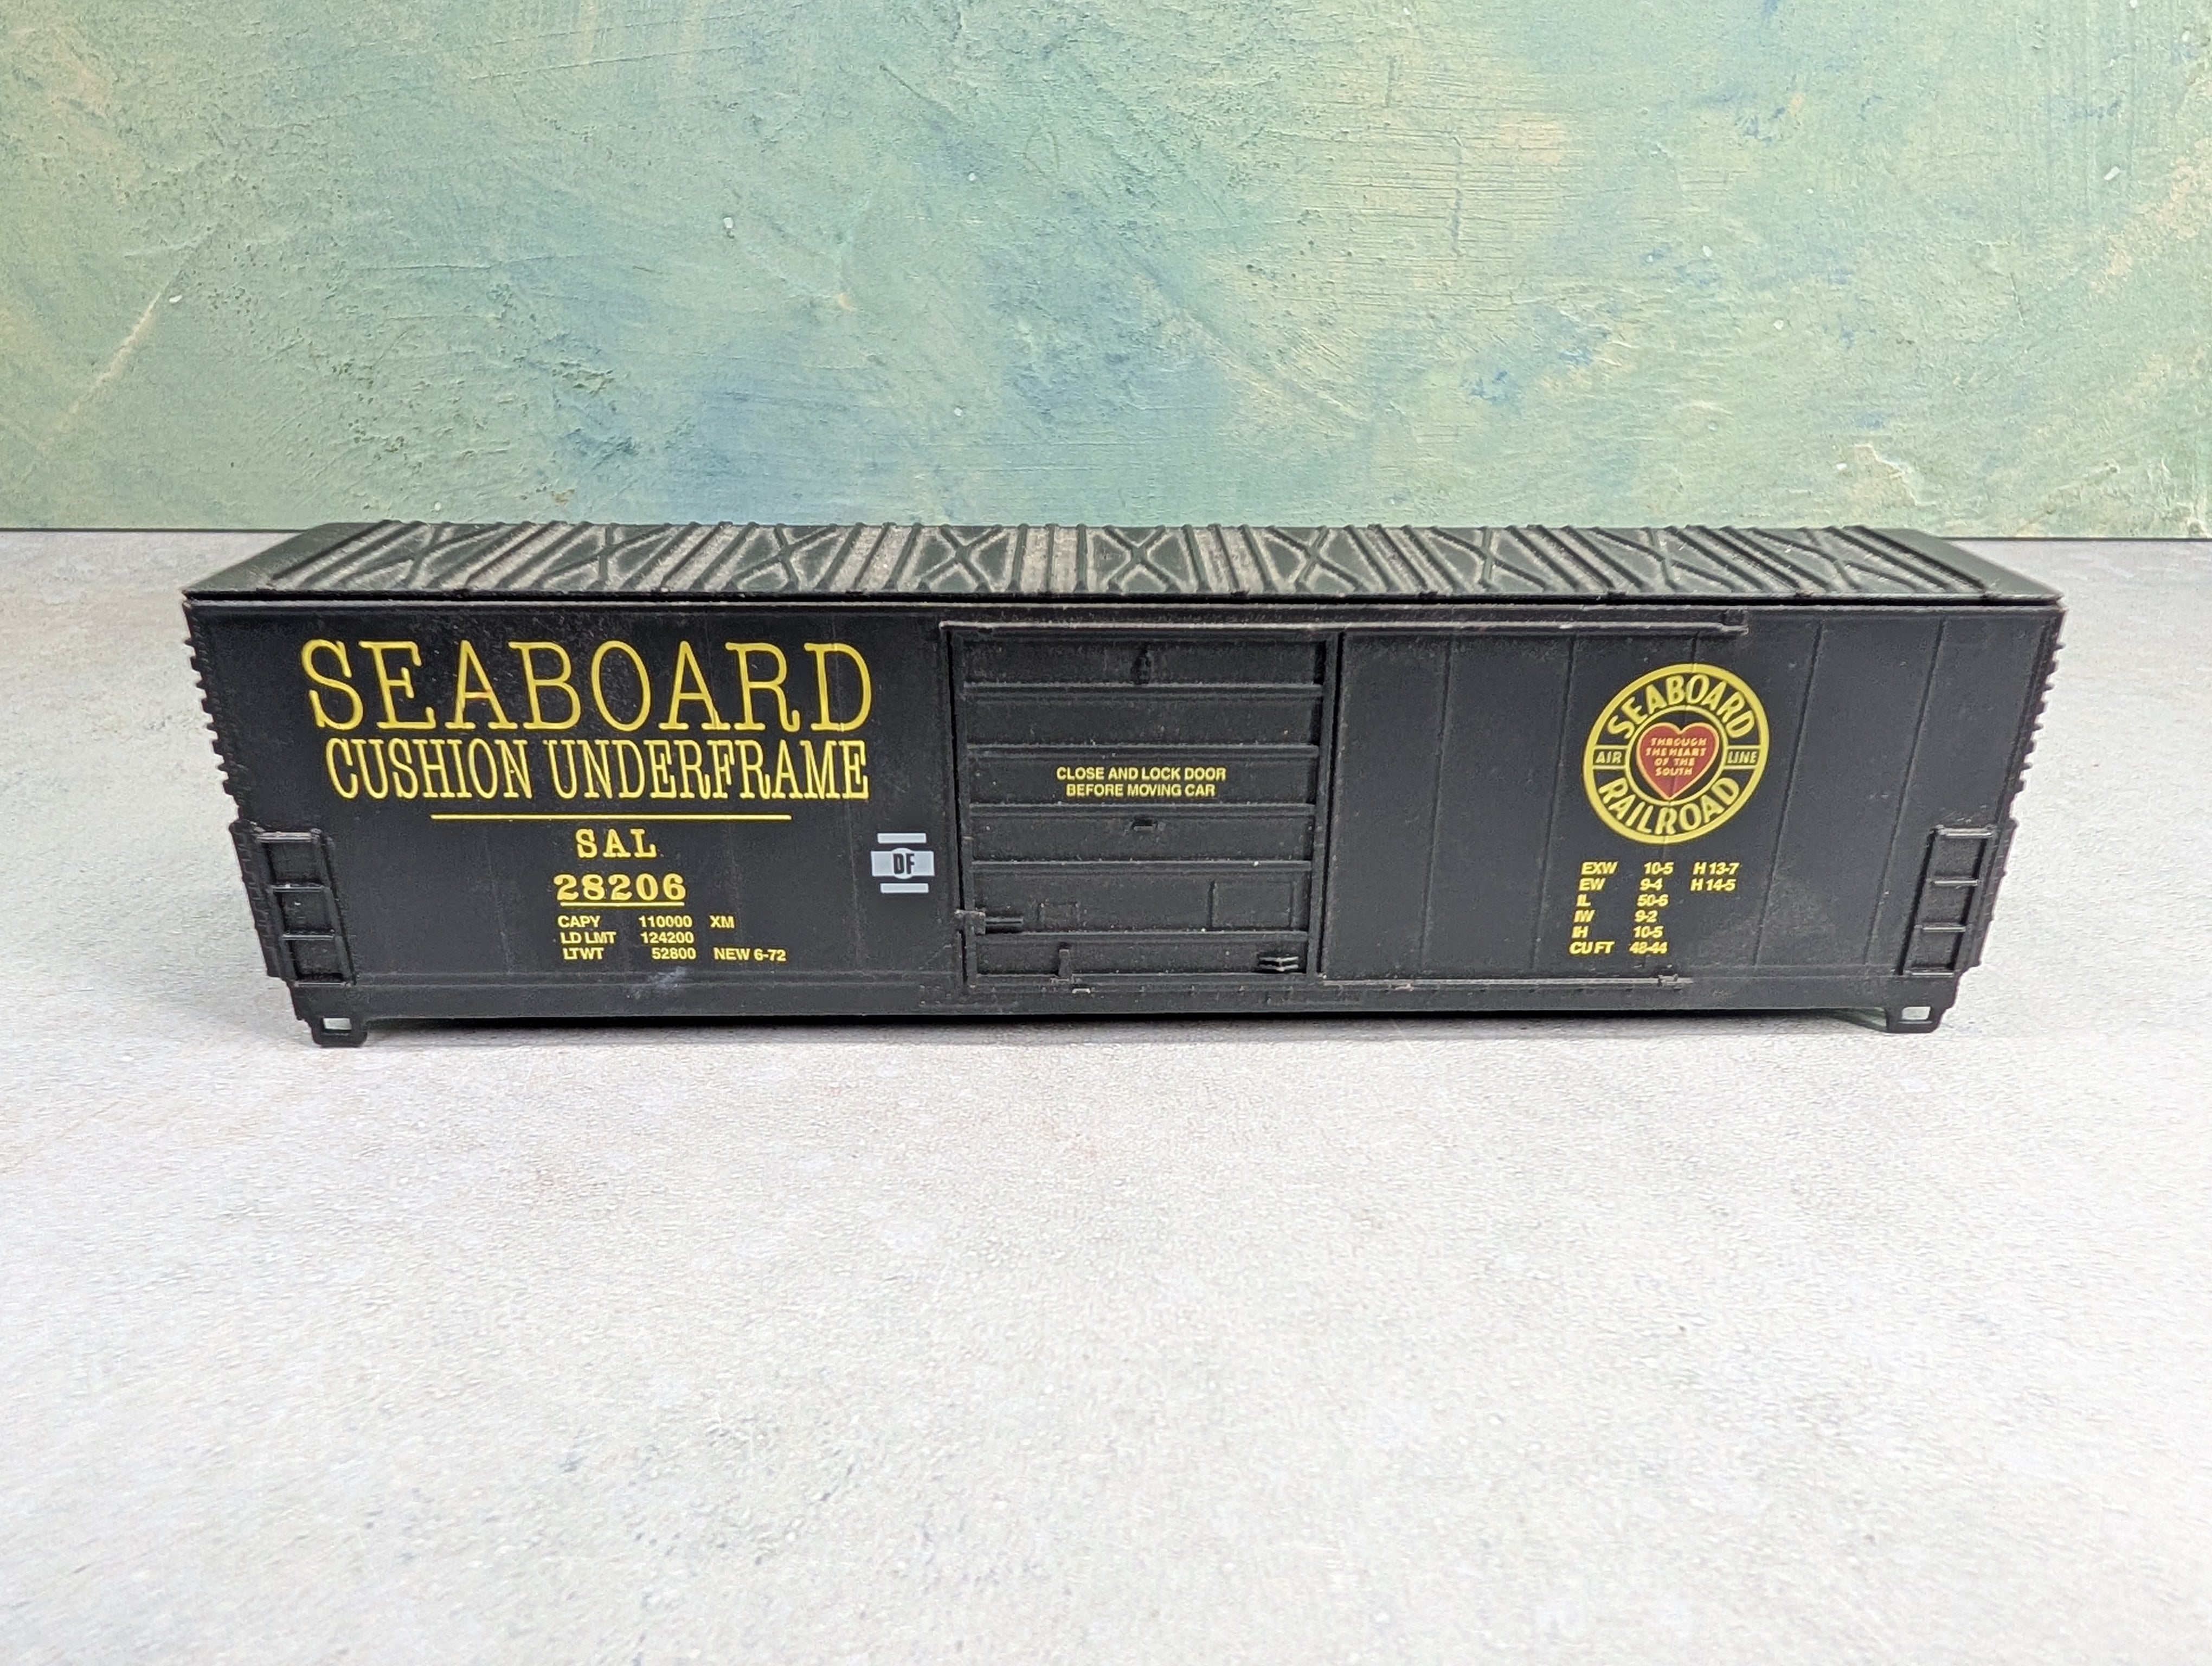 SEABOARD
CUSHION UNDERFRAME
SAL
28206
CAPY 110000 XM
LD LMT 124200
LT WT 52800 NEW 6-72
DF
CLOSE AND LOCK DOOR
BEFORE MOVING CAR
SEABOARD
AIR LINE
RAILROAD
THROUGH
THE HEART
OF THE
SOUTH
EXW 10-5 H 13-7
EW 9-4 H 14-5
IL 50-6
IW 9-2
IH 10-5
CU FT 48-44